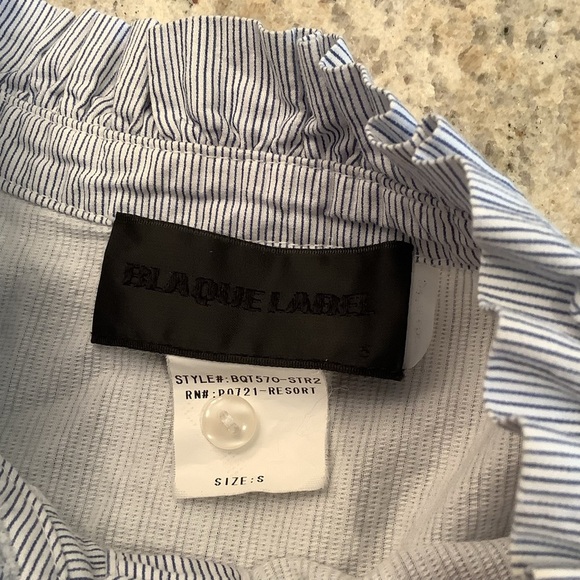 BLAQUE LABEL
S
STYLE#:BQT570-STR2
RN#:P0721-RESORT
SIZE:S